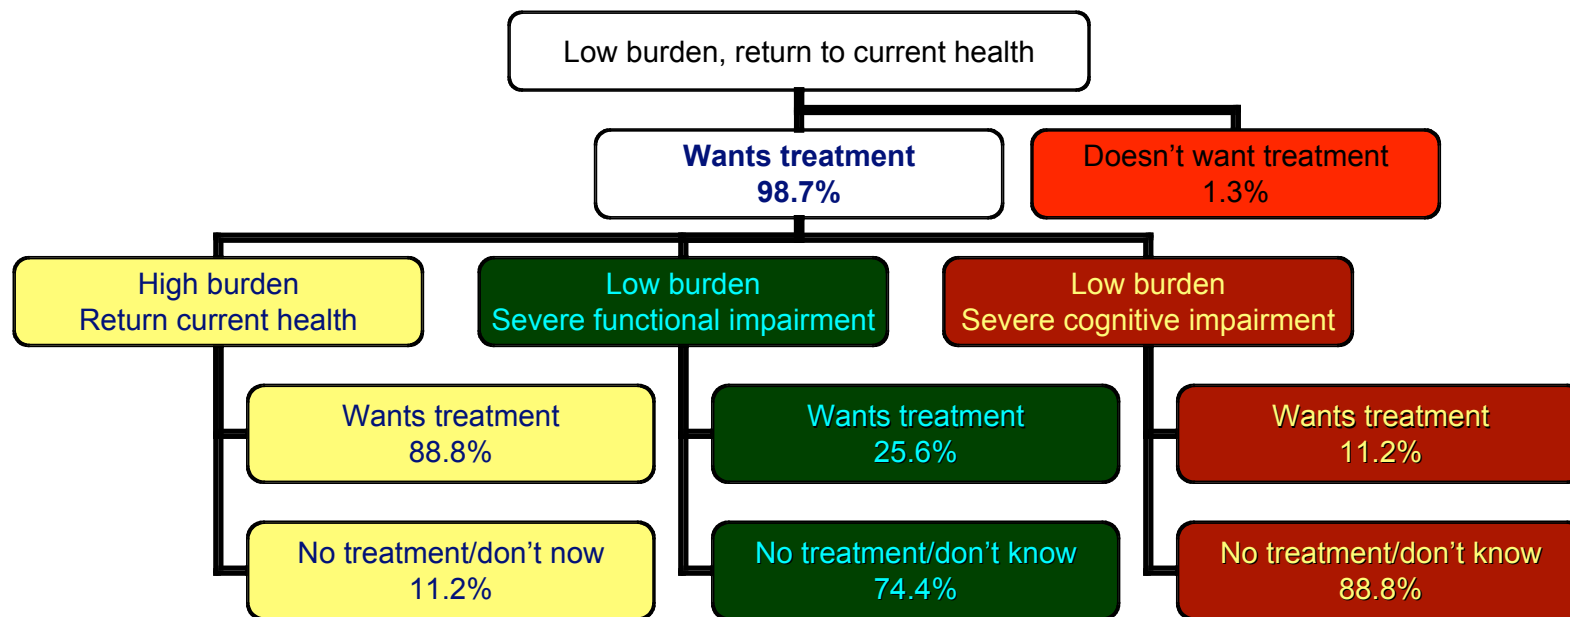 Low burden, return to current health
Wants treatment
98.7%
Doesn't want treatment
1.3%
High burden
Return current health
Low burden
Severe functional impairment
Low burden
Severe cognitive impairment
Wants treatment
88.8%
Wants treatment
25.6%
Wants treatment
11.2%
No treatment/don't now
11.2%
No treatment/don't know
74.4%
No treatment/don't know
88.8%